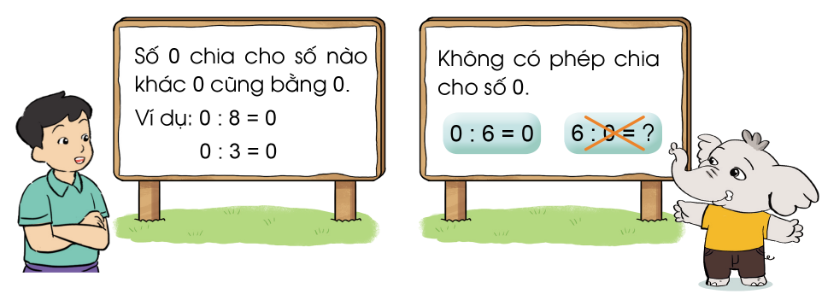 Số 0 chia cho số nào
khác 0 cũng bằng 0.
Ví dụ: 0 : 8 = 0
0 : 3 = 0
Không có phép chia
cho số 0.
0 : 6 = 0
6 : 0 = ?